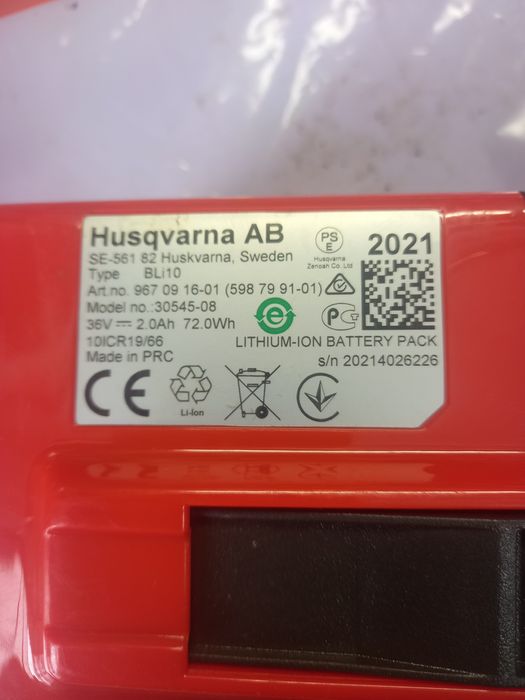 Husqvarna AB
SE-561 82 Huskvarna, Sweden
Type BLi10
Art.no. 967 09 16-01 (598 79 91-01)
Model no.:30545-08
36V ⎓ 2.0Ah 72.0Wh
10ICR19/66
Made in PRC
PS
E
Husqvarna
Zenoah Co. Ltd
2021
e
PC
LITHIUM-ION BATTERY PACK
s/n 20214026226
CE
Li-ion